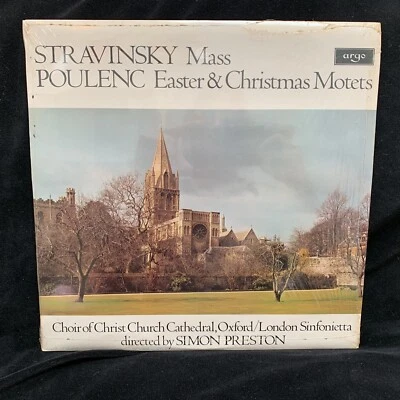 STRAVINSKY Mass
POULENC Easter & Christmas Motets
argo
Choir of Christ Church Cathedral, Oxford/London Sinfonietta
directed by SIMON PRESTON